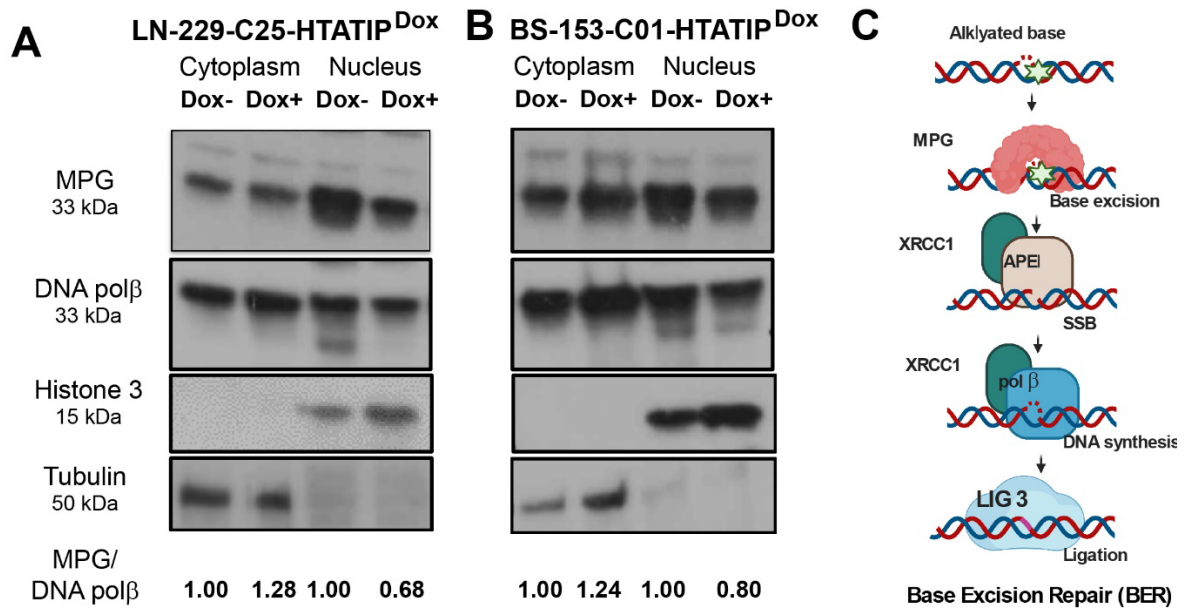 A
LN-229-C25-HTATIP Dox
Cytoplasm Nucleus
Dox- Dox+ Dox- Dox+
MPG
33 kDa
DNA polβ
33 kDa
Histone 3
15 kDa
Tubulin
50 kDa
MPG/
DNA polβ
1.00 1.28 1.00 0.68
B
BS-153-C01-HTATIP Dox
Cytoplasm Nucleus
Dox- Dox+ Dox- Dox+
1.00 1.24 1.00 0.80
C
Alklyated base
MPG
Base excision
XRCC1
APEI
SSB
XRCC1
pol β
DNA synthesis
LIG 3
Ligation
Base Excision Repair (BER)